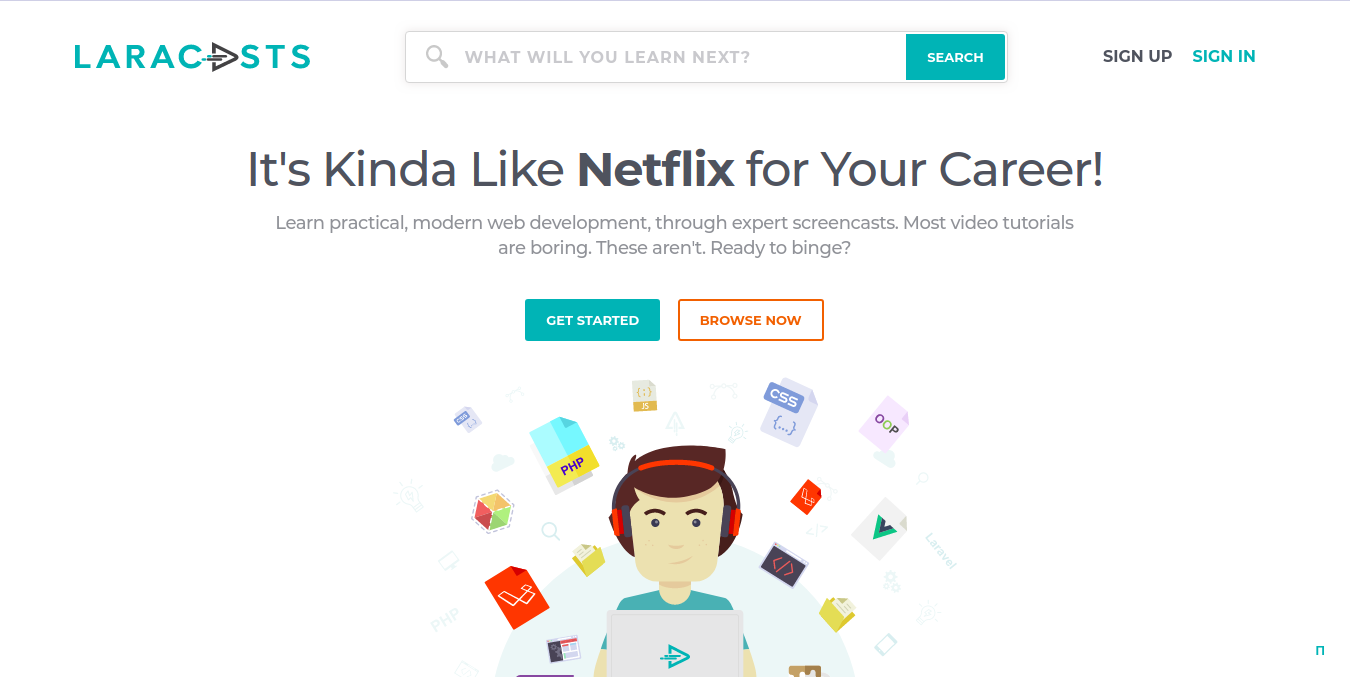 LARACASTS
WHAT WILL YOU LEARN NEXT?
SEARCH
SIGN UP
SIGN IN
It's Kinda Like Netflix for Your Career!
Learn practical, modern web development, through expert screencasts. Most video tutorials
are boring. These aren't. Ready to binge?
GET STARTED
BROWSE NOW
CSS
{...}
{;}
JS
CSS
{...}
OOP
PHP
</>
Laravel
</>
PHP
П